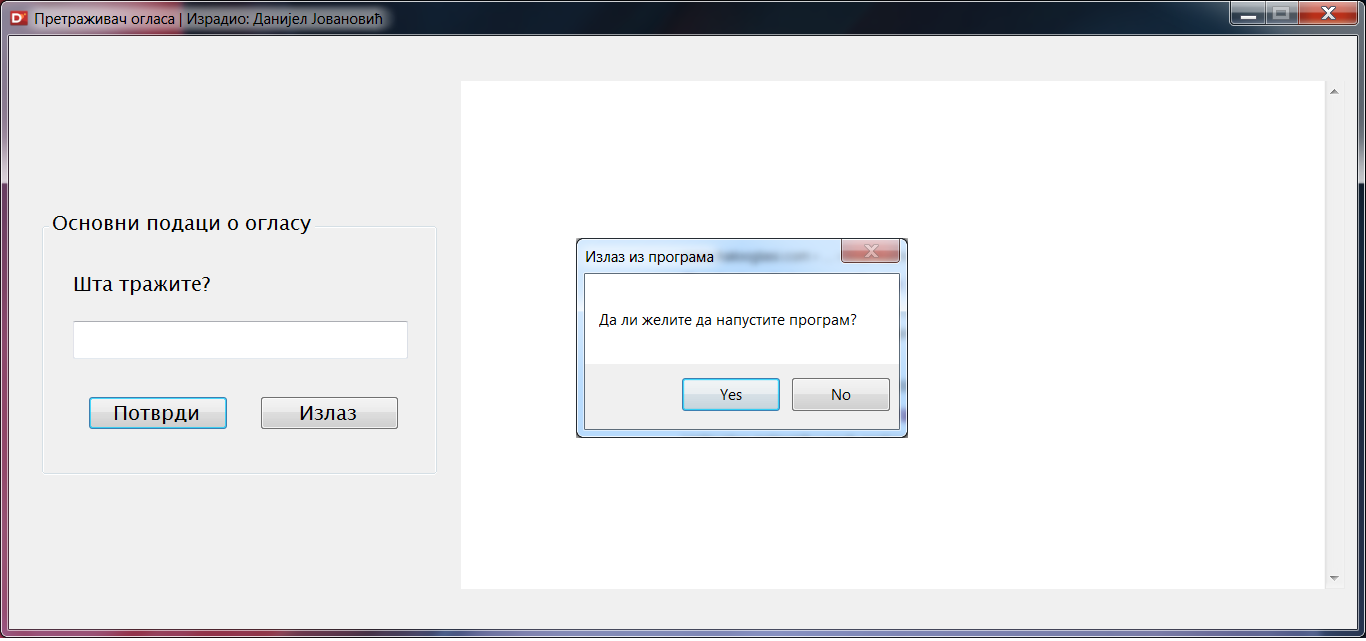 Претраживач огласа | Израдио: Данијел Јовановић
Основни подаци о огласу
Шта тражите?
Потврди
Излаз
Излаз из програма
Да ли желите да напустите програм?
Yes
No